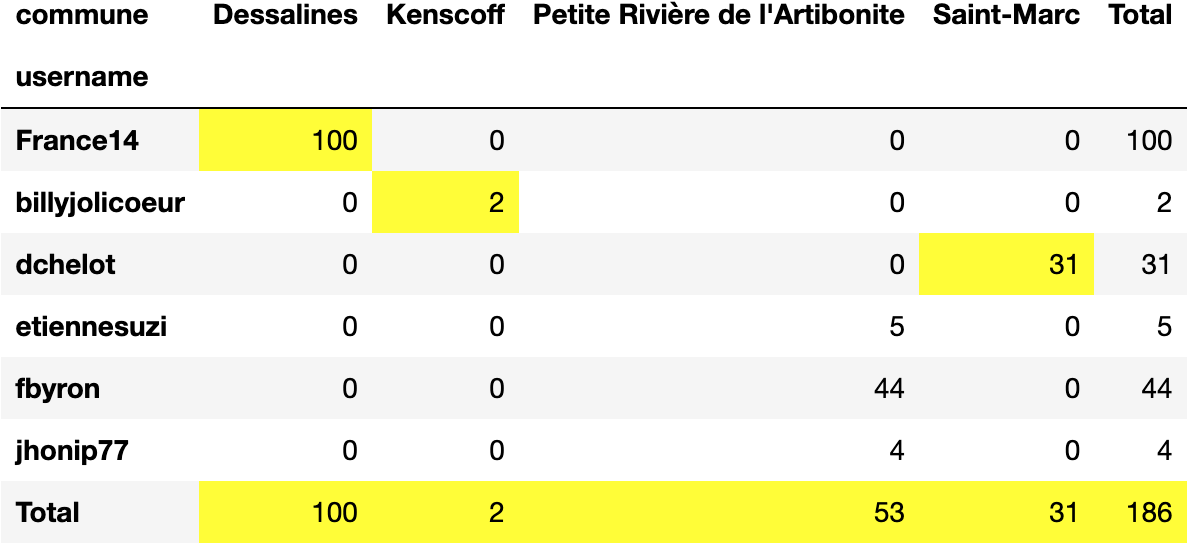 commune Dessalines Kenscoff Petite Rivière de l'Artibonite Saint-Marc Total
username
France14 100 0 0 0 100
billyjolicoeur 0 2 0 0 2
dchelot 0 0 0 31 31
etiennesuzi 0 0 5 0 5
fbyron 0 0 44 0 44
jhonip77 0 0 4 0 4
Total 100 2 53 31 186